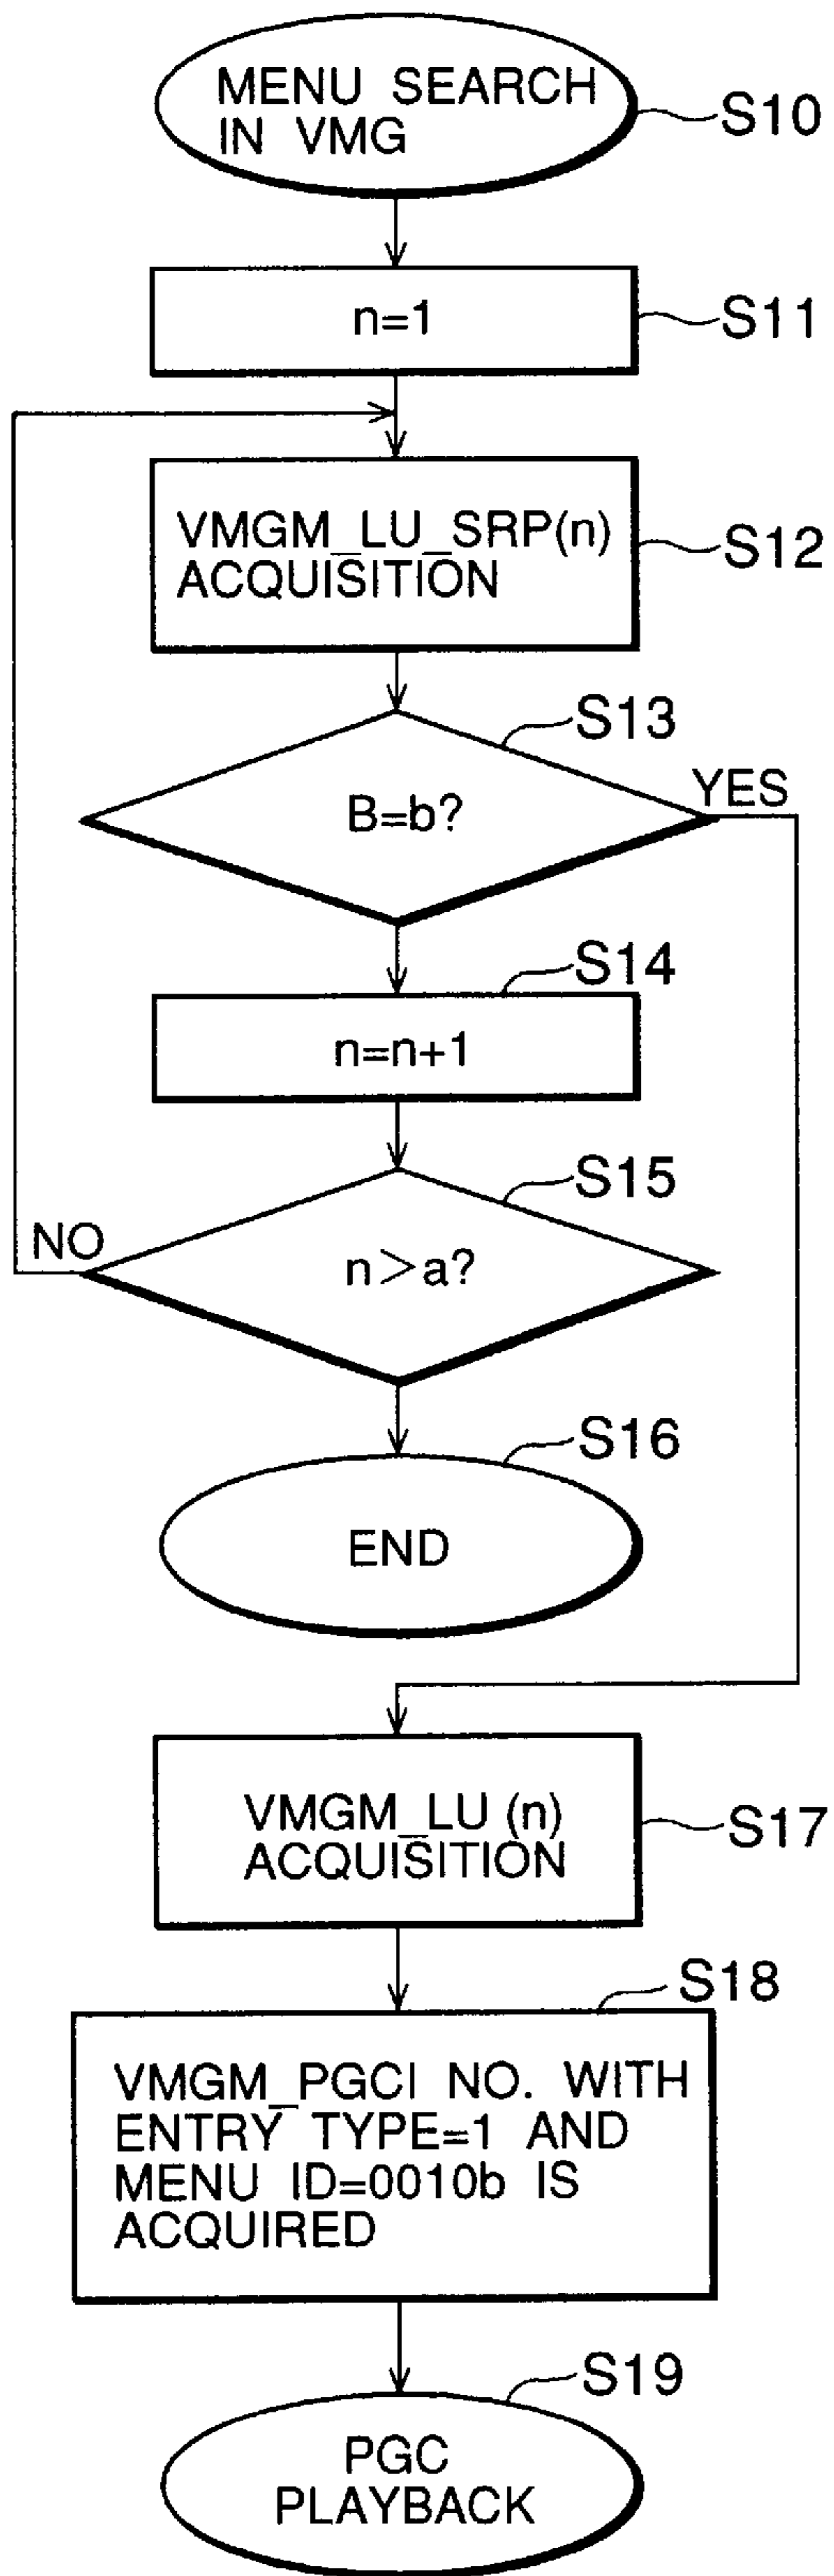 MENU SEARCH
IN VMG
S10
n=1
S11
VMGM_LU_SRP(n)
ACQUISITION
S12
S13
B=b?
YES
S14
n=n+1
S15
NO
n>a?
S16
END
VMGM_LU (n)
ACQUISITION
S17
S18
VMGM_PGCI NO. WITH
ENTRY TYPE=1 AND
MENU ID=0010b IS
ACQUIRED
S19
PGC
PLAYBACK